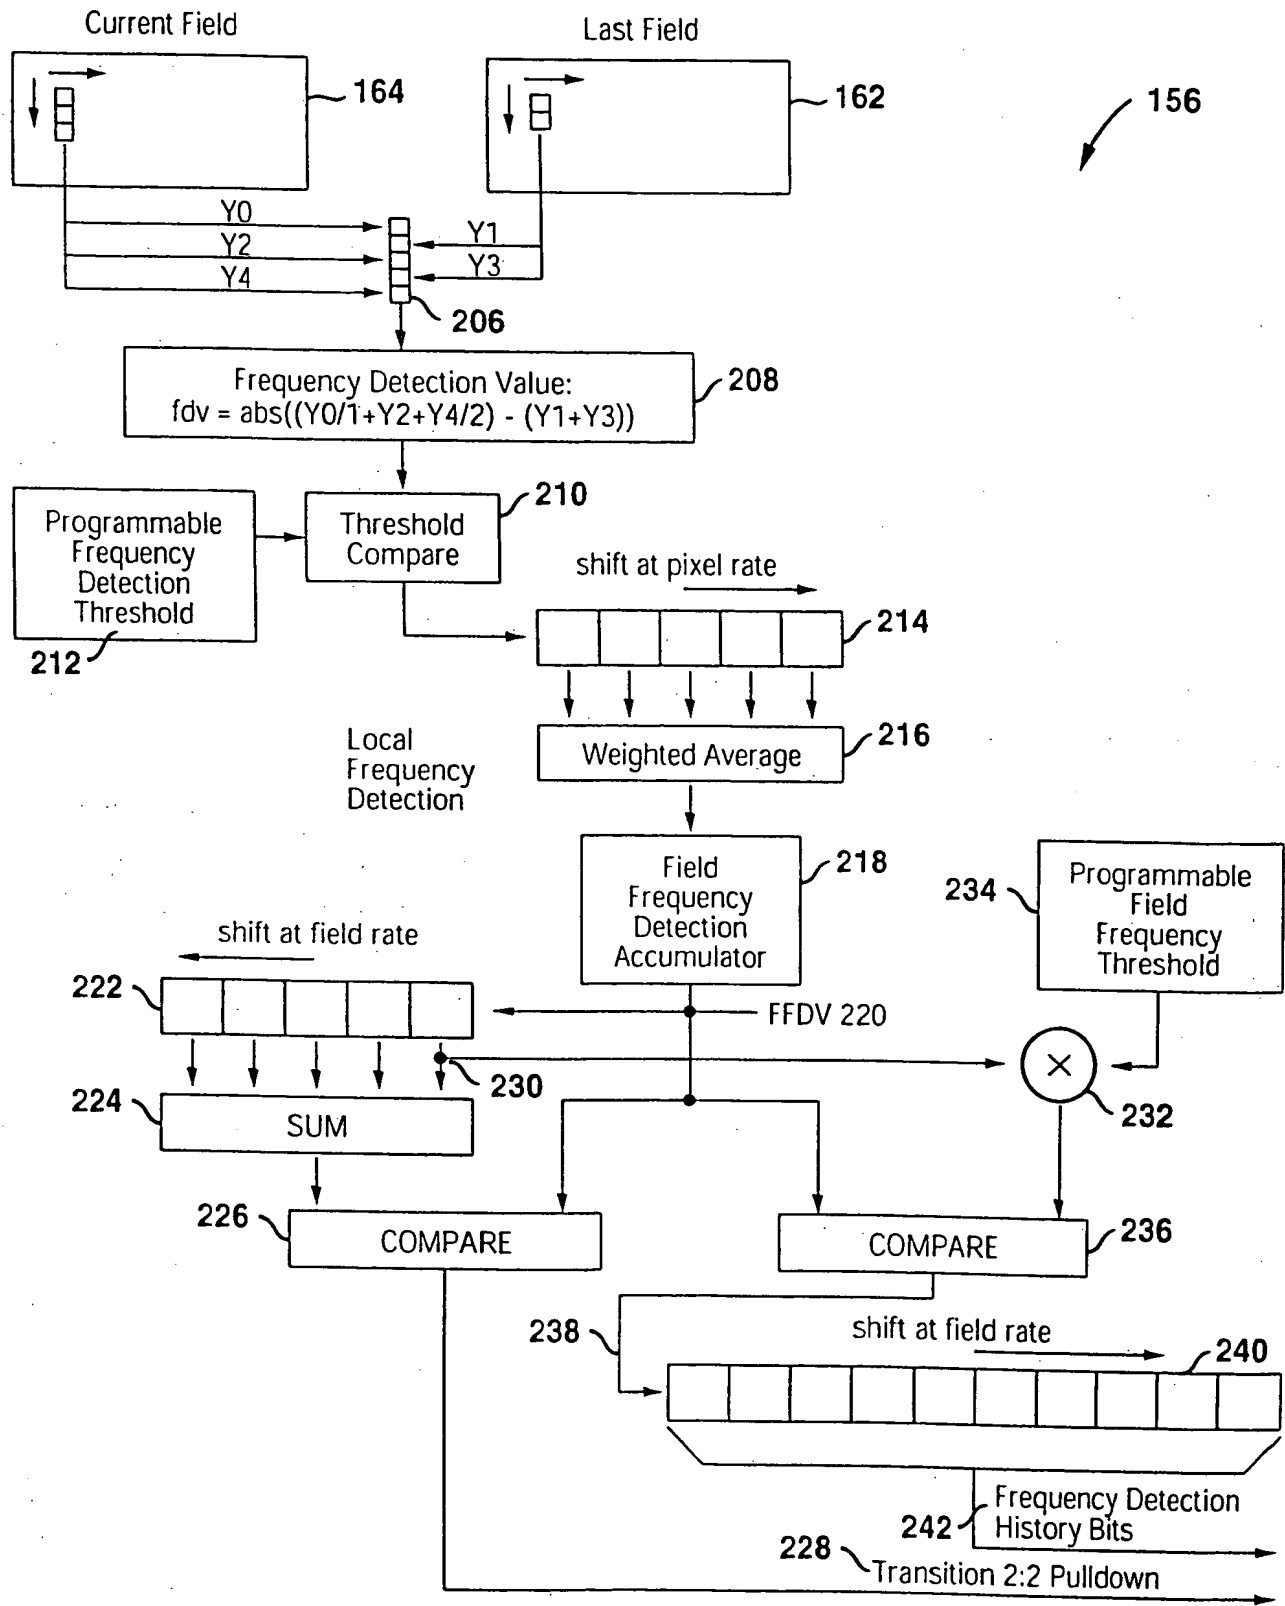 Current Field
Last Field
164
162
156
Y0
Y1
Y2
Y3
Y4
206
Frequency Detection Value:
fdv = abs((Y0/1+Y2+Y4/2) - (Y1+Y3))
208
210
Programmable
Frequency
Detection
Threshold
212
Threshold
Compare
shift at pixel rate
214
Local
Frequency
Detection
Weighted Average
216
Field
Frequency
Detection
Accumulator
218
234
Programmable
Field
Frequency
Threshold
shift at field rate
222
FFDV 220
230
232
224
SUM
226
COMPARE
COMPARE
236
238
shift at field rate
240
242
Frequency Detection
History Bits
228
Transition 2:2 Pulldown